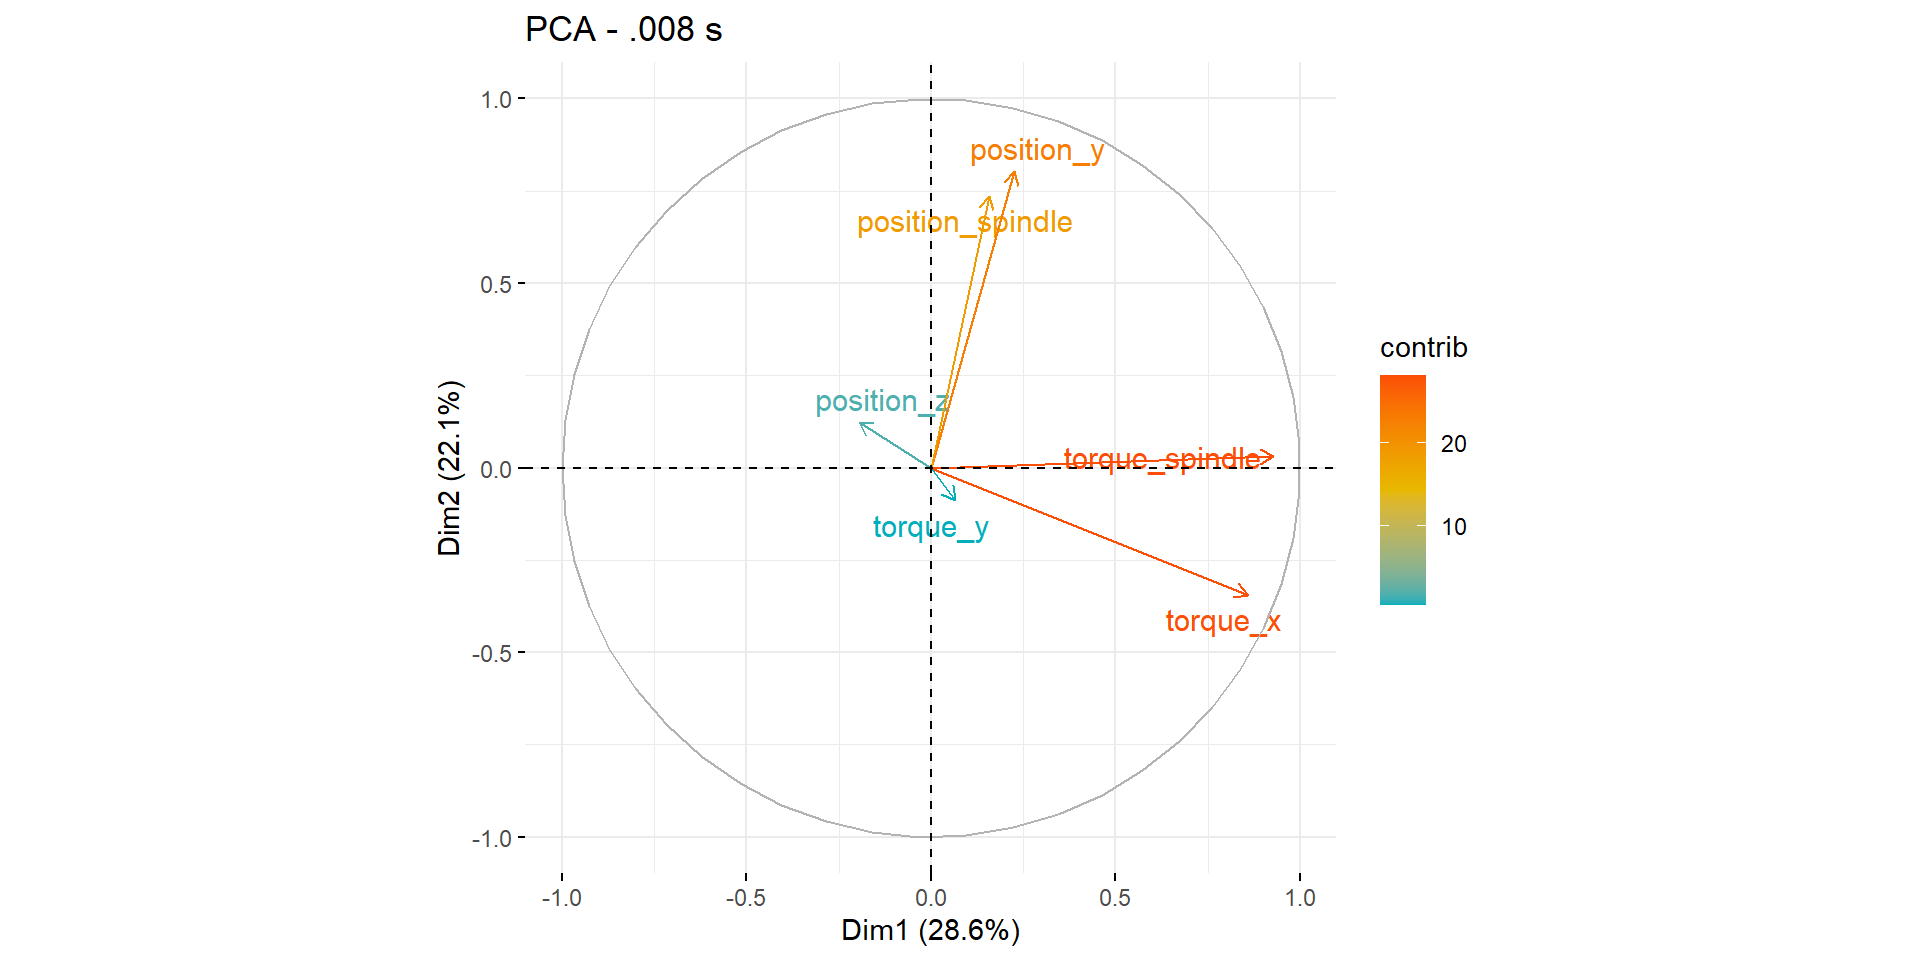 PCA - .008 s
1.0
0.5
0.0
-0.5
-1.0
Dim2 (22.1%)
position_y
position_spindle
position_z
torque_spindle
torque_y
torque_x
-1.0
-0.5
0.0
0.5
1.0
Dim1 (28.6%)
contrib
20
10